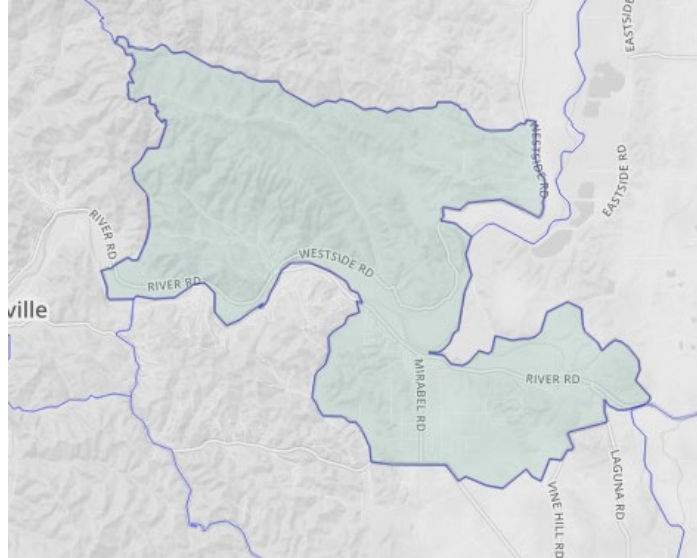 EASTSIDE
WESTSIDE RD
EASTSIDE RD
RIVER RD
WESTSIDE RD
RIVER RD
ville
MIRABEL RD
RIVER RD
LAGUNA RD
VINE HILL RD